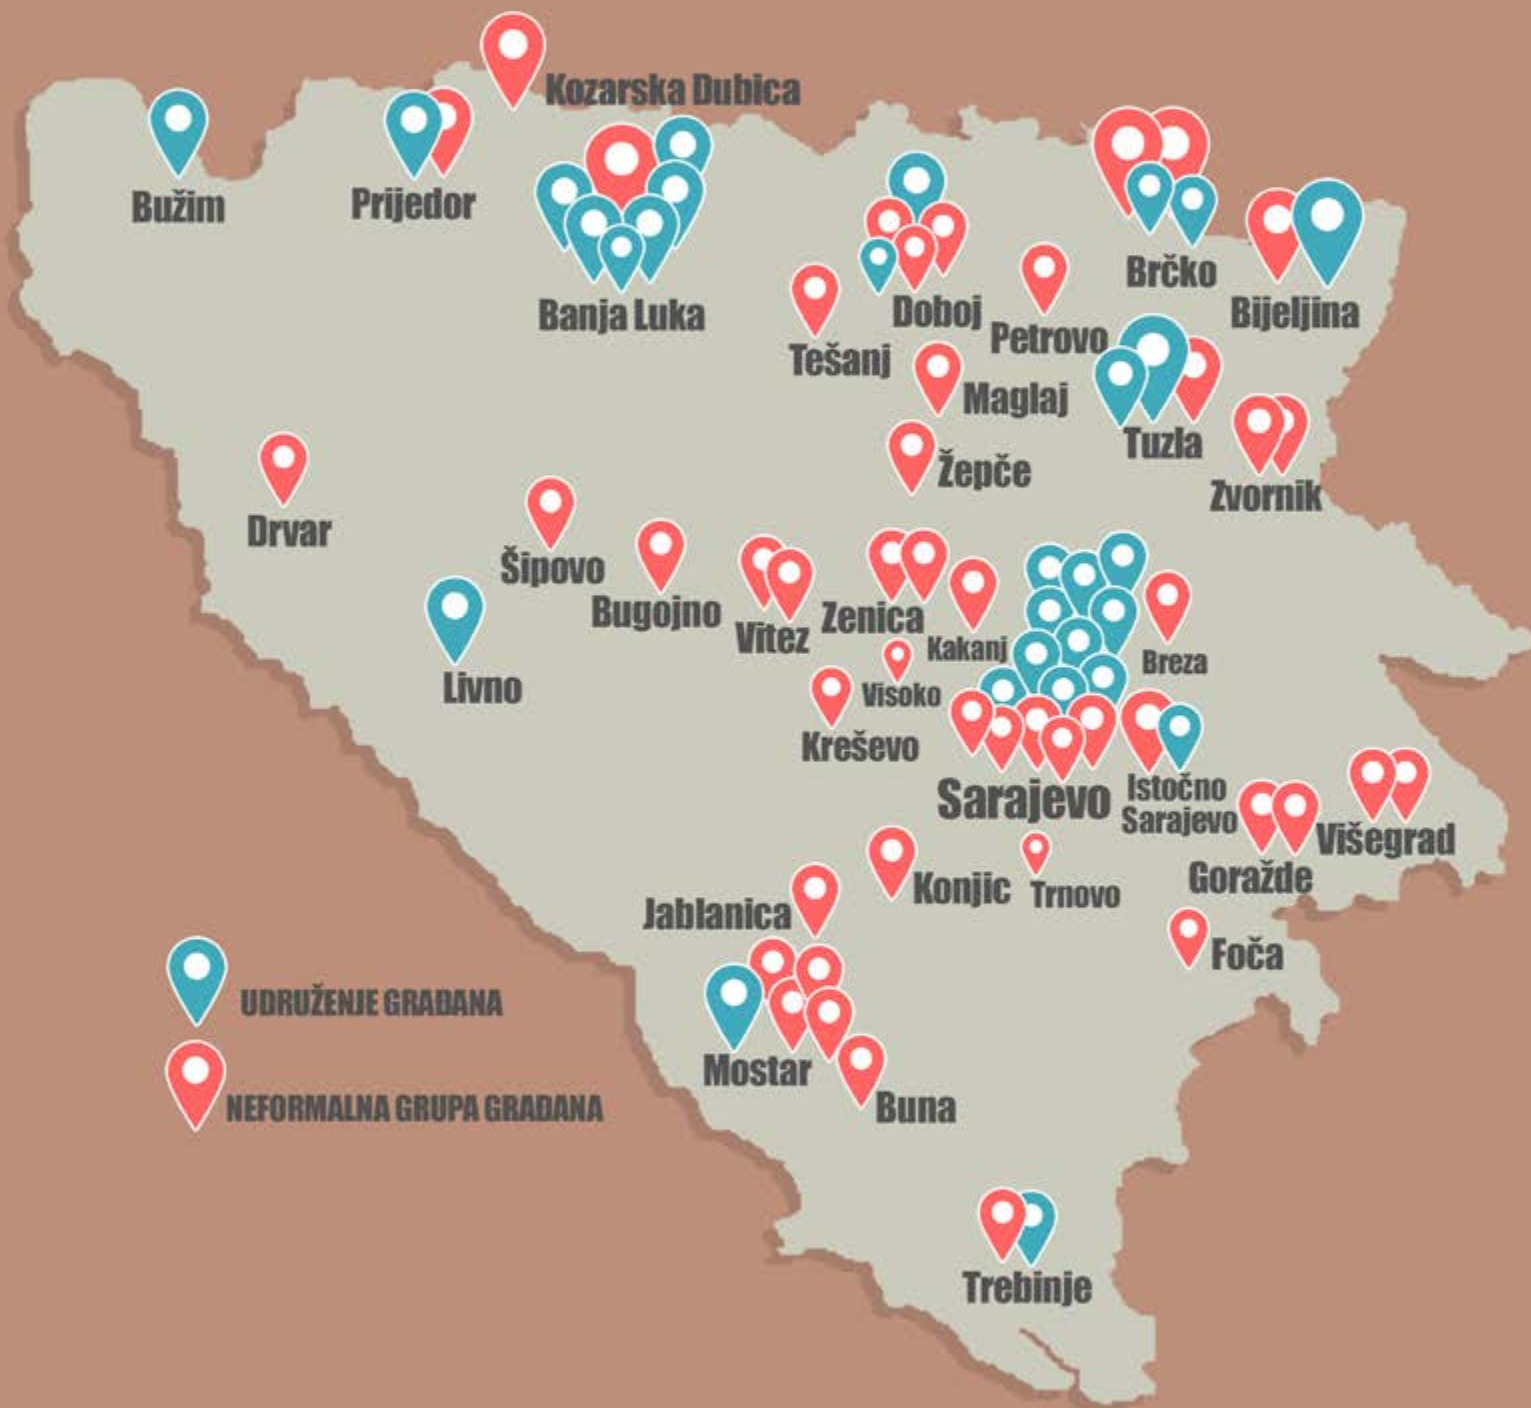 Kozarska Dubica
Bužim
Prijedor
Banja Luka
Doboj
Brčko
Bijeljina
Tešanj
Petrovo
Maglaj
Tuzla
Žepče
Zvornik
Drvar
Šipovo
Bugojno
Vitez
Zenica
Kakanj
Breza
Livno
Visoko
Kreševo
Sarajevo
Istočno
Sarajevo
Višegrad
Goražde
Konjic
Trnovo
Jablanica
Foča
UDRUŽENJE GRAĐANA
Mostar
NEFORMALNA GRUPA GRAĐANA
Buna
Trebinje